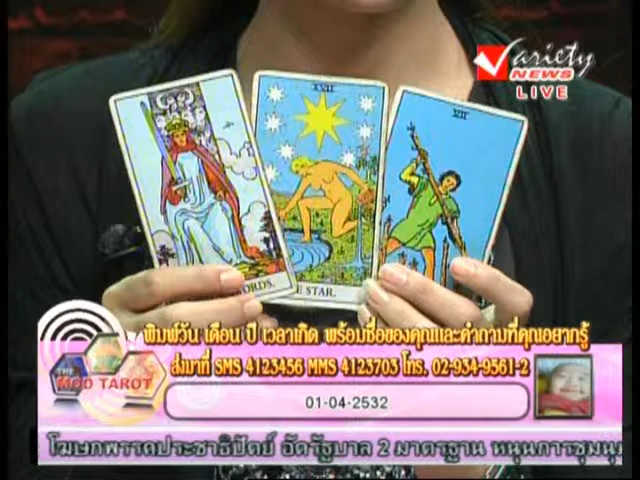 Variety
NEWS
LIVE
XVII
VII
ORDS.
E STAR.
พิมพ์วัน เดือน ปี เวลาเกิด พร้อมชื่อของคุณและคำถามที่คุณอยากรู้
ส่งมาที่ SMS 4123456 MMS 4123703 โทร. 02-934-9561-2
THE
MOD TAROT
01-04-2532
โฆษกพรรคประชาธิปัตย์ อัดรัฐบาล 2 มาตรฐาน หนุนการชุมนุม